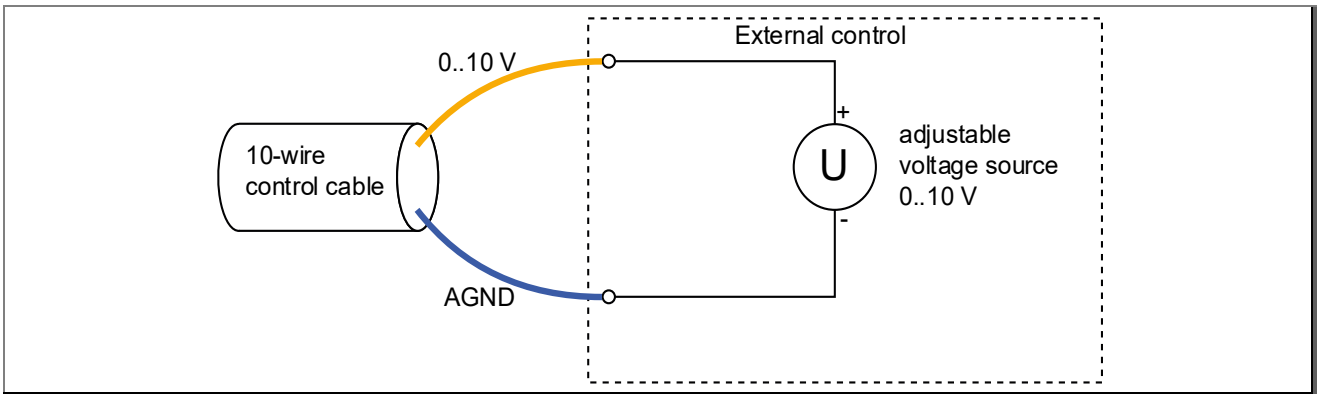 External control
0..10 V
+
10-wire
control cable
U
adjustable
voltage source
0..10 V
-
AGND